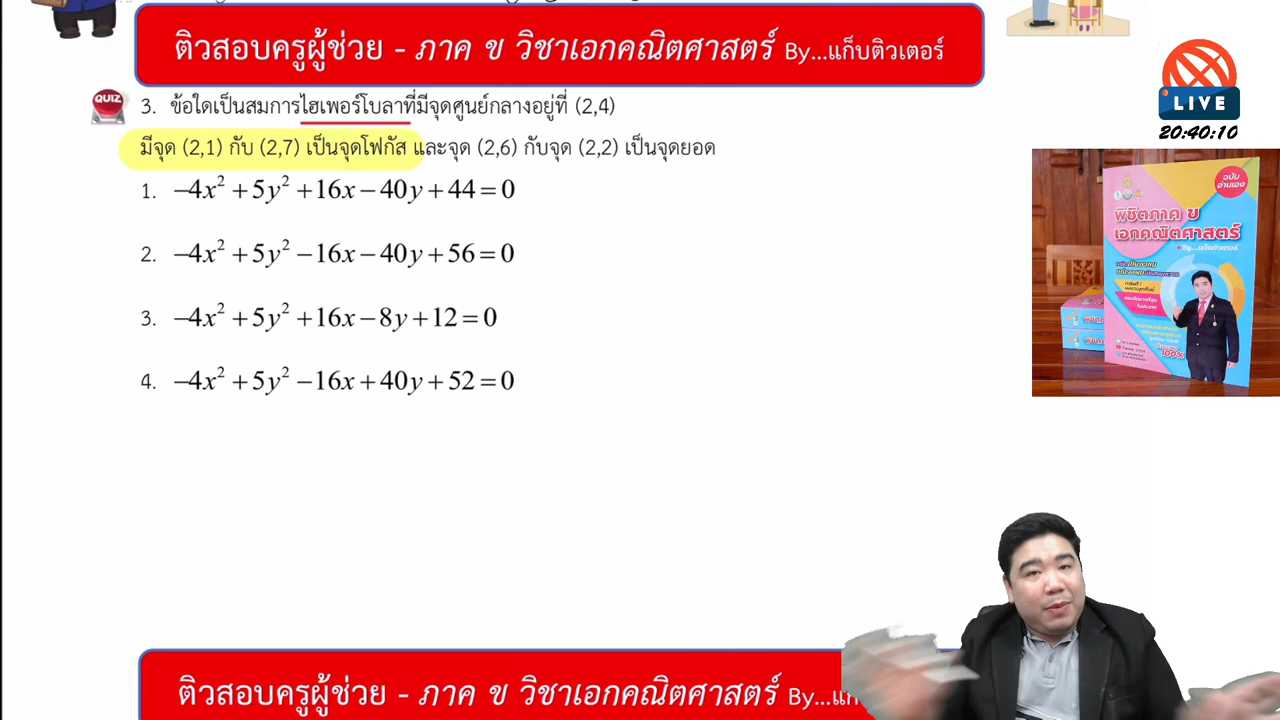 ติวสอบครูผู้ช่วย - ภาค ข วิชาเอกคณิตศาสตร์ By...แก็บติวเตอร์
LIVE
20:40:10
QUIZ
3. ข้อใดเป็นสมการไฮเพอร์โบลาที่มีจุดศูนย์กลางอยู่ที่ (2,4)
มีจุด (2,1) กับ (2,7) เป็นจุดโฟกัส และจุด (2,6) กับจุด (2,2) เป็นจุดยอด
1. −4x² + 5y² + 16x − 40y + 44 = 0
2. −4x² + 5y² − 16x − 40y + 56 = 0
3. −4x² + 5y² + 16x − 8y + 12 = 0
4. −4x² + 5y² − 16x + 40y + 52 = 0
ฉบับ
อ่านเอง
พิชิตภาค ข
เอกคณิตศาสตร์
100%
ติวสอบครูผู้ช่วย - ภาค ข วิชาเอกคณิตศาสตร์ By...แก็